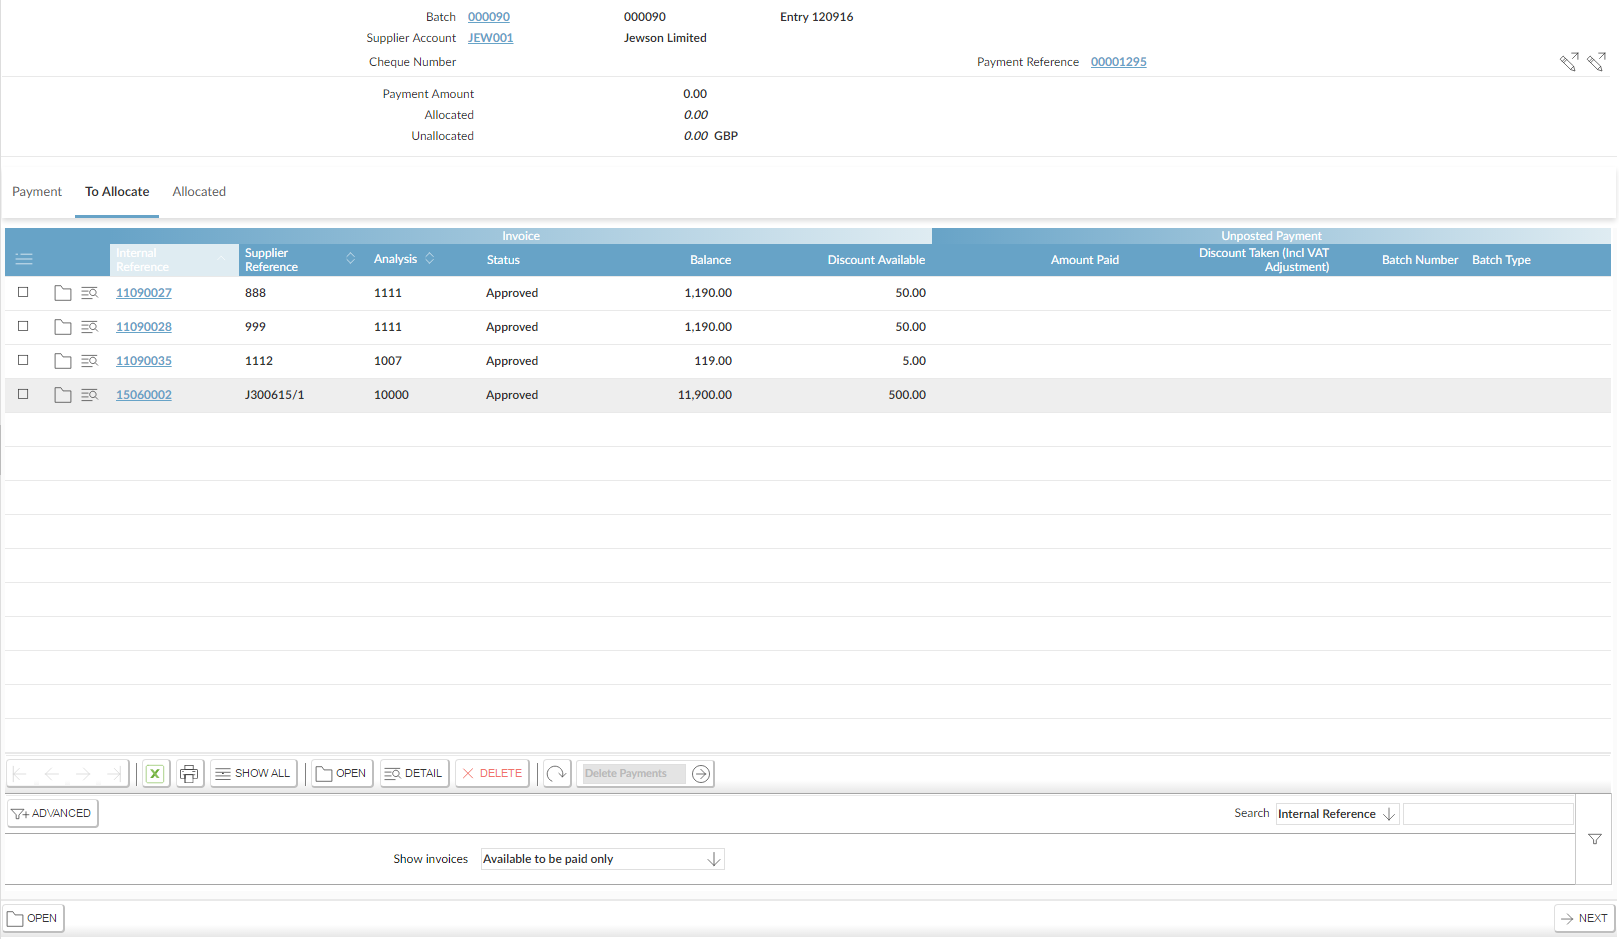 Batch 000090 000090 Entry 120916
Supplier Account JEW001 Jewson Limited
Cheque Number Payment Reference 00001295
Payment Amount 0.00
Allocated 0.00
Unallocated 0.00 GBP
Payment To Allocate Allocated
Invoice Unposted Payment
Internal Reference Supplier Reference Analysis Status Balance Discount Available Amount Paid Discount Taken (Incl VAT Adjustment) Batch Number Batch Type
11090027 888 1111 Approved 1,190.00 50.00
11090028 999 1111 Approved 1,190.00 50.00
11090035 1112 1007 Approved 119.00 5.00
15060002 J300615/1 10000 Approved 11,900.00 500.00
SHOW ALL OPEN DETAIL DELETE Delete Payments
ADVANCED Search Internal Reference
Show invoices Available to be paid only
OPEN NEXT